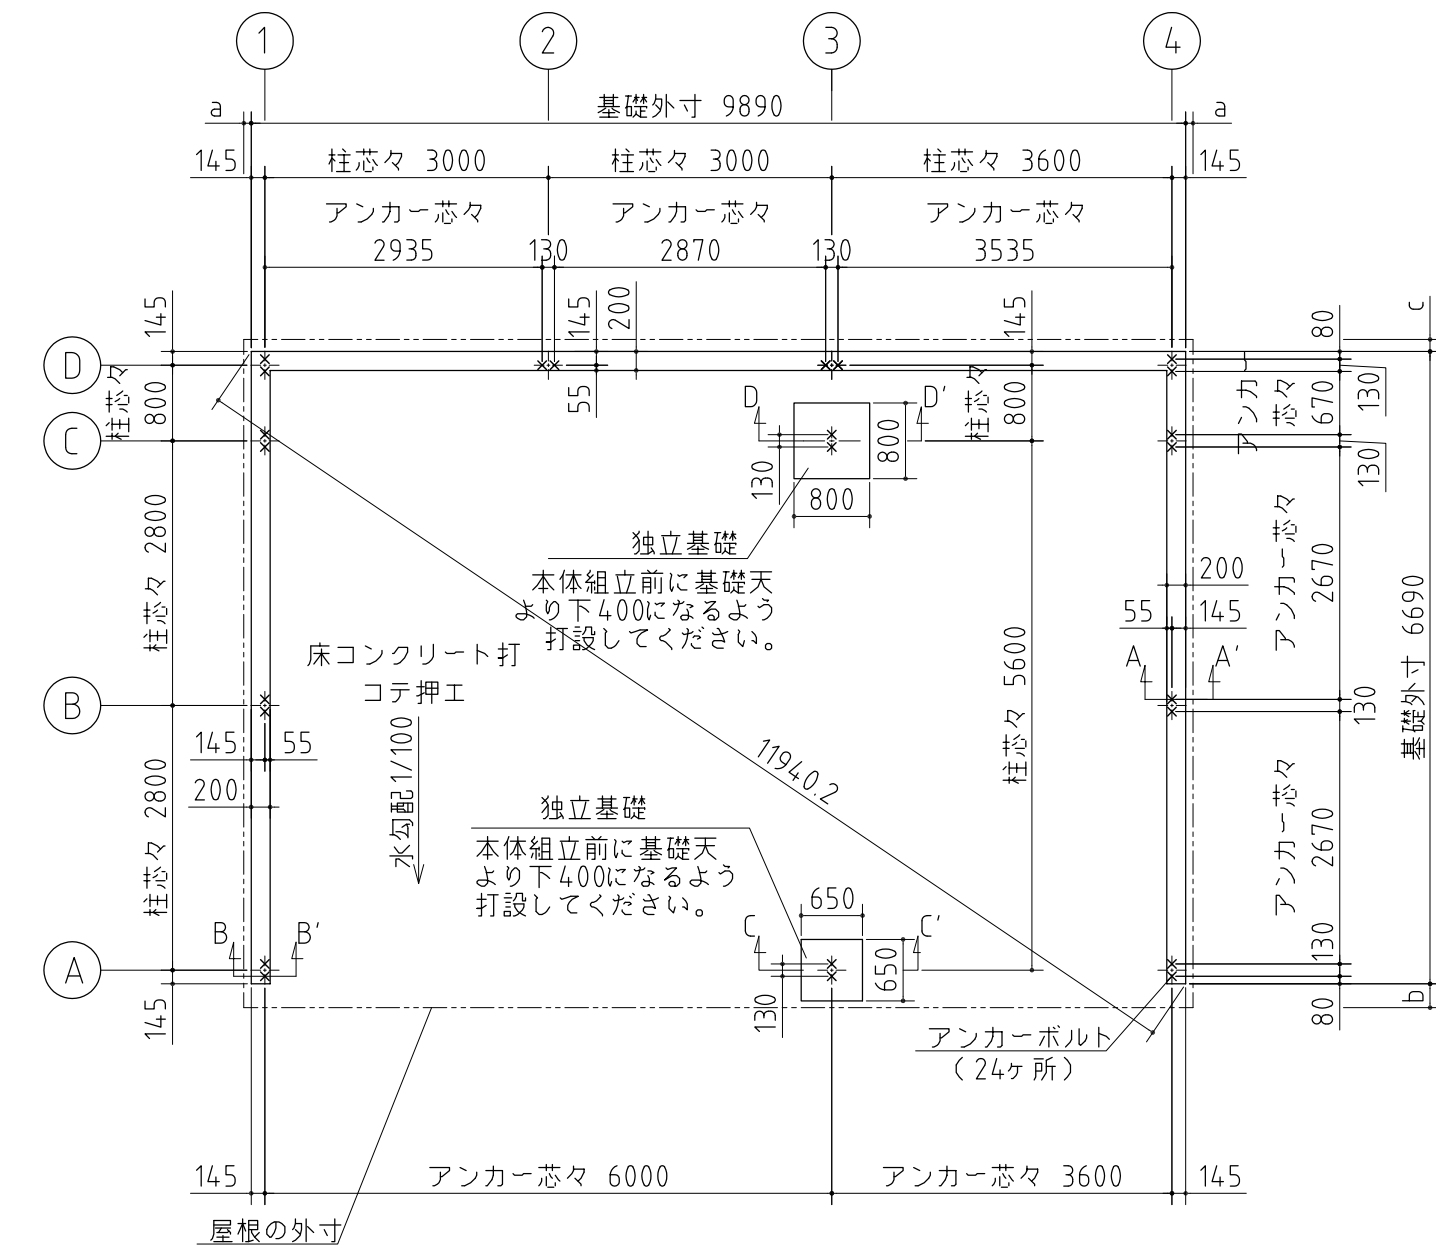 1 2 3 4
a 基礎外寸 9890 a
145 柱芯々 3000 柱芯々 3000 柱芯々 3600 145
アンカー芯々 アンカー芯々 アンカー芯々
2935 130 2870 130 3535
145 145 200 145 80 c
D
柱芯々 800 55 柱芯々 800 アンカー芯々 670 130
C
D D'
800
130
800
130
独立基礎
本体組立前に基礎天
より下400になるよう
打設してください。
柱芯々 2800
アンカー芯々 2670
200
55 145
A A'
基礎外寸 6690
床コンクリート打
コテ押エ
水勾配1/100
柱芯々 5600
B
130
145 55
200
11940.2
柱芯々 2800
アンカー芯々 2670
独立基礎
本体組立前に基礎天
より下400になるよう
打設してください。
650
B B'
C C'
650
130
A
145
130
80
b
アンカーボルト
(24ヶ所)
145 アンカー芯々 6000 アンカー芯々 3600 145
屋根の外寸